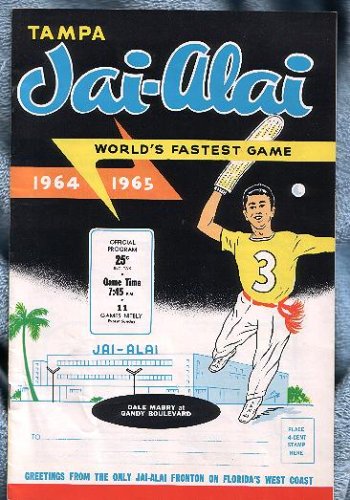 TAMPA
Jai-Alai
WORLD'S FASTEST GAME
1964 1965
OFFICIAL
PROGRAM
25¢
Game Time
7:45 P.M.
11
GAMES NITELY
Except Sunday
3
JAI-ALAI
DALE MABRY at
GANDY BOULEVARD
TO:
PLACE
4-CENT
STAMP
HERE
GREETINGS FROM THE ONLY JAI-ALAI FRONTON ON FLORIDA'S WEST COAST